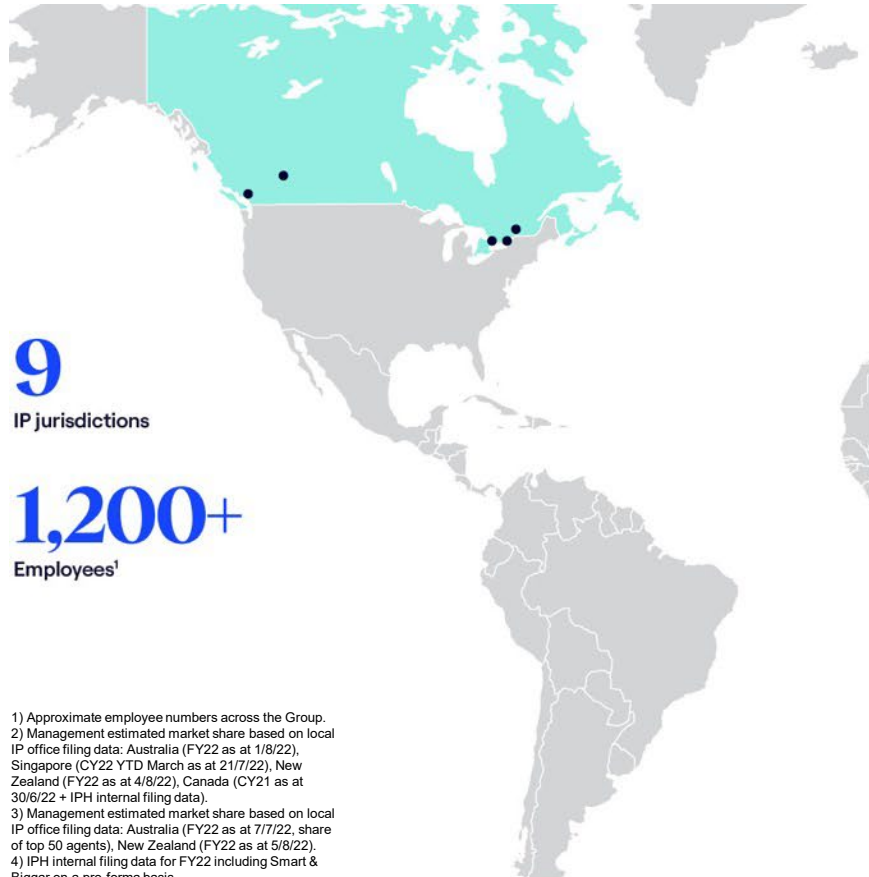 9
IP jurisdictions
1,200+
Employees¹
1) Approximate employee numbers across the Group.
2) Management estimated market share based on local
IP office filing data: Australia (FY22 as at 1/8/22),
Singapore (CY22 YTD March as at 21/7/22), New
Zealand (FY22 as at 4/8/22), Canada (CY21 as at
30/6/22 + IPH internal filing data).
3) Management estimated market share based on local
IP office filing data: Australia (FY22 as at 7/7/22, share
of top 50 agents), New Zealand (FY22 as at 5/8/22).
4) IPH internal filing data for FY22 including Smart &
Biggar on a pro-forma basis